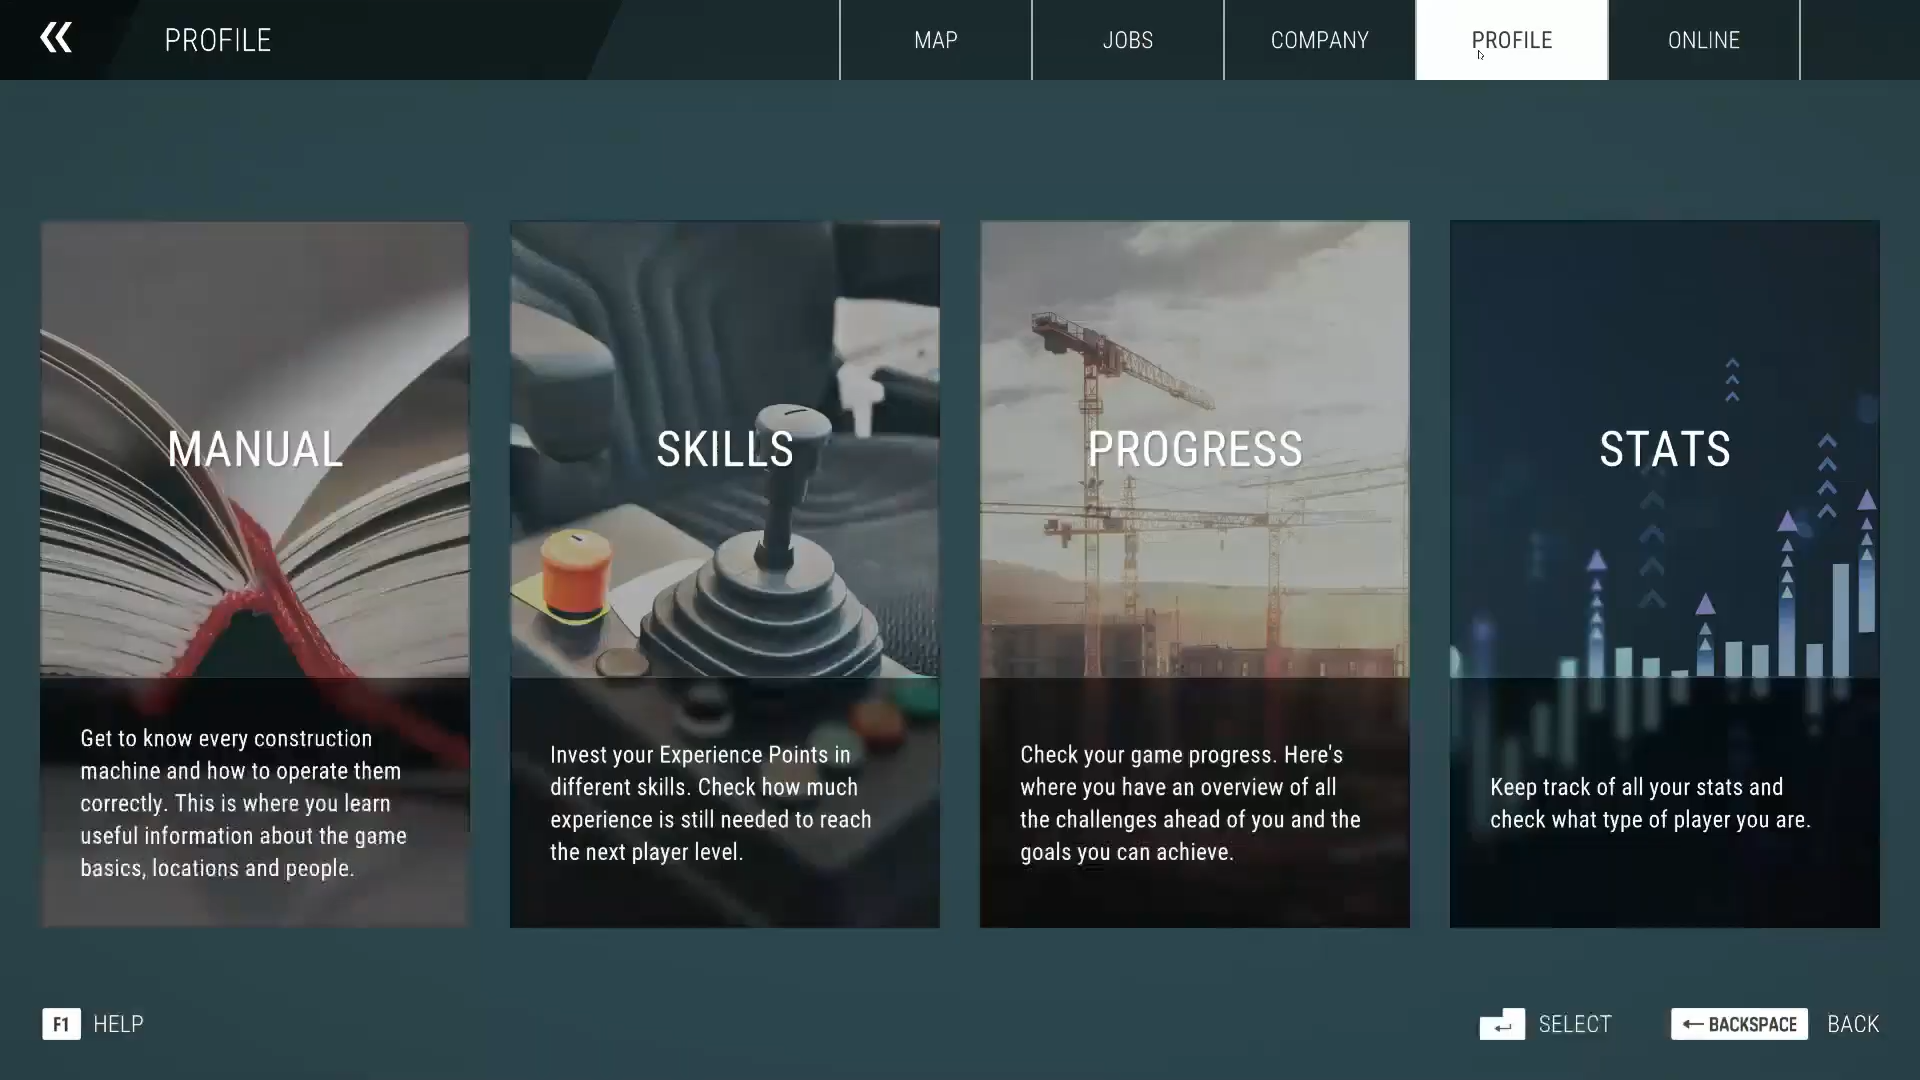 PROFILE
MAP
JOBS
COMPANY
PROFILE
ONLINE
MANUAL
Get to know every construction
machine and how to operate them
correctly. This is where you learn
useful information about the game
basics, locations and people.
SKILLS
Invest your Experience Points in
different skills. Check how much
experience is still needed to reach
the next player level.
PROGRESS
Check your game progress. Here's
where you have an overview of all
the challenges ahead of you and the
goals you can achieve.
STATS
Keep track of all your stats and
check what type of player you are.
F1 HELP
SELECT
BACKSPACE BACK